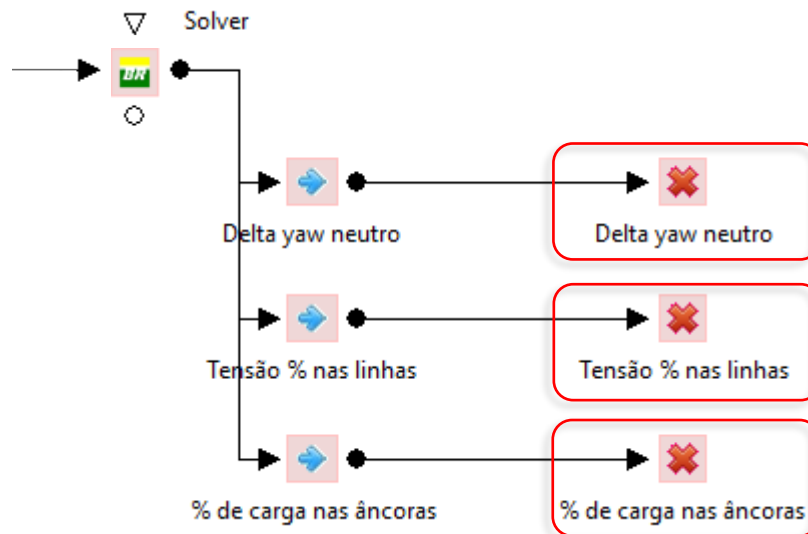 Solver
BR
Delta yaw neutro
Delta yaw neutro
Tensão % nas linhas
Tensão % nas linhas
% de carga nas âncoras
% de carga nas âncoras